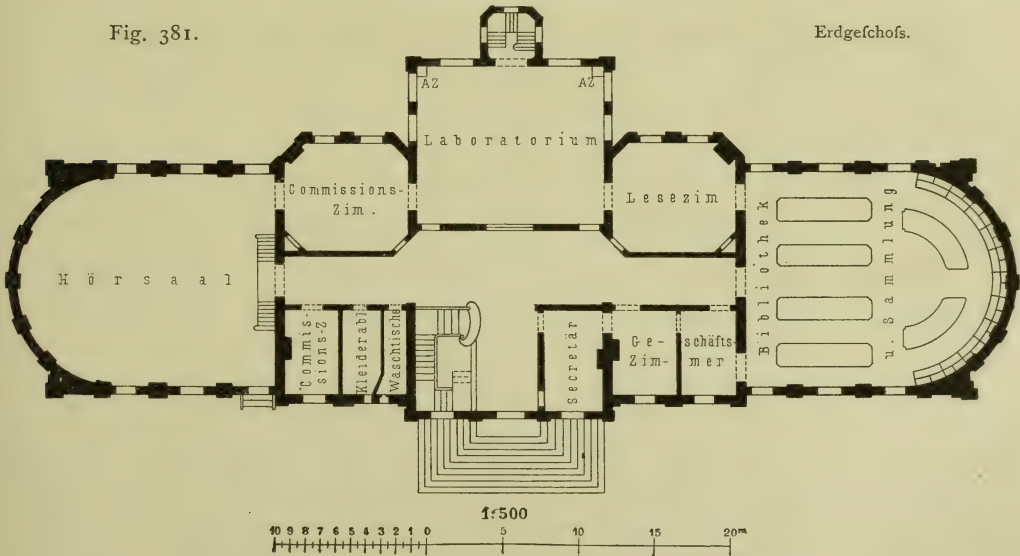 Fig. 381.
Erdgeſchoſs.
AZ
AZ
Laboratorium
Commissions-
Zim.
Lesezim
Hörsaal
Bibliothek
u. Sammlung
Commis
sions-Z
Kleiderabl
Waschtische
Secretär
Ge-
Zim-
schäfts-
mer
1:500
10 9 8 7 6 5 4 3 2 1 0 5 10 15 20m